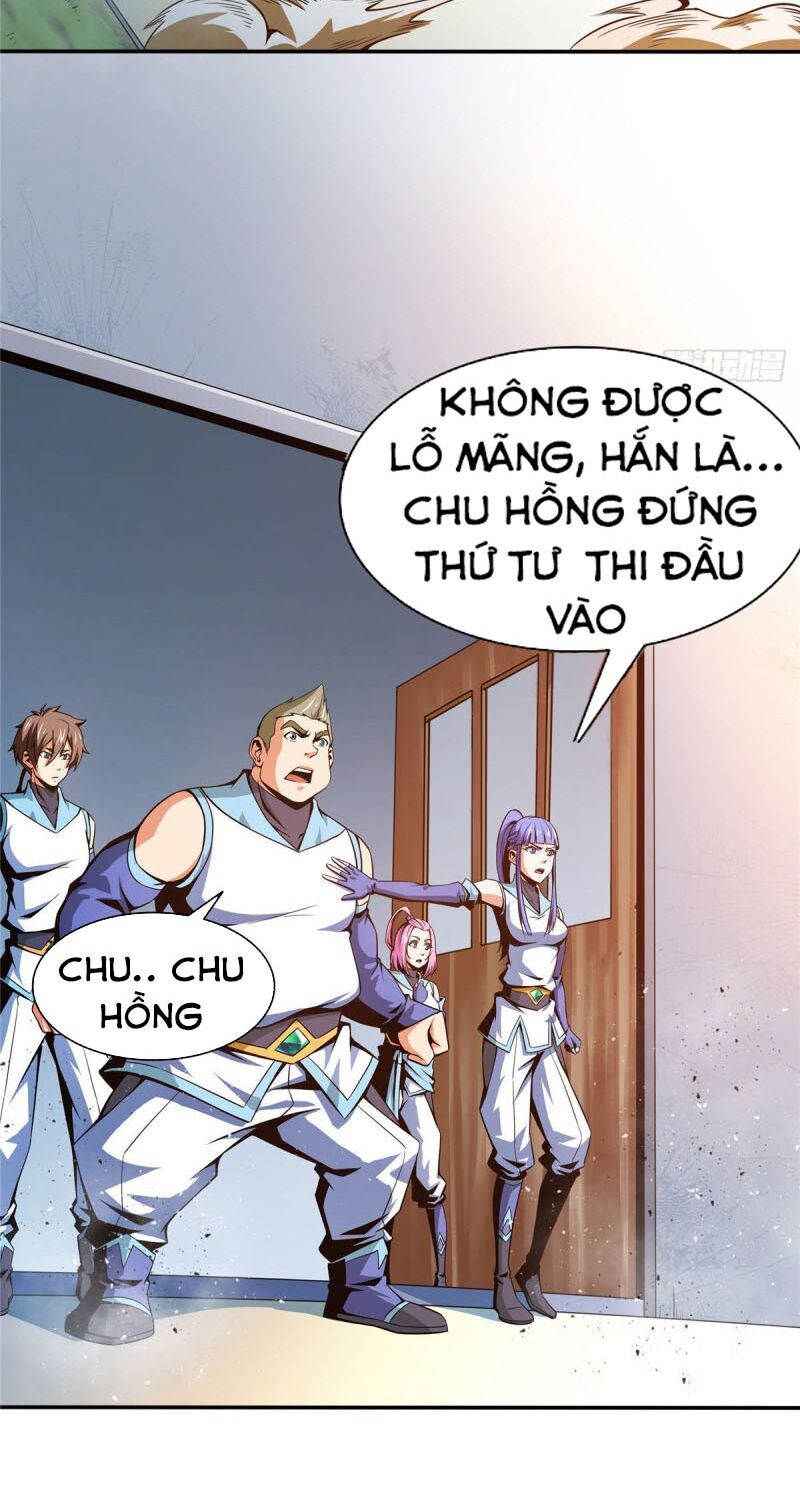 KHÔNG ĐƯỢC
LỖ MÃNG, HẮN LÀ...
CHU HỒNG ĐỨNG
THỨ TƯ THI ĐẦU
VÀO
CHU.. CHU
HỒNG